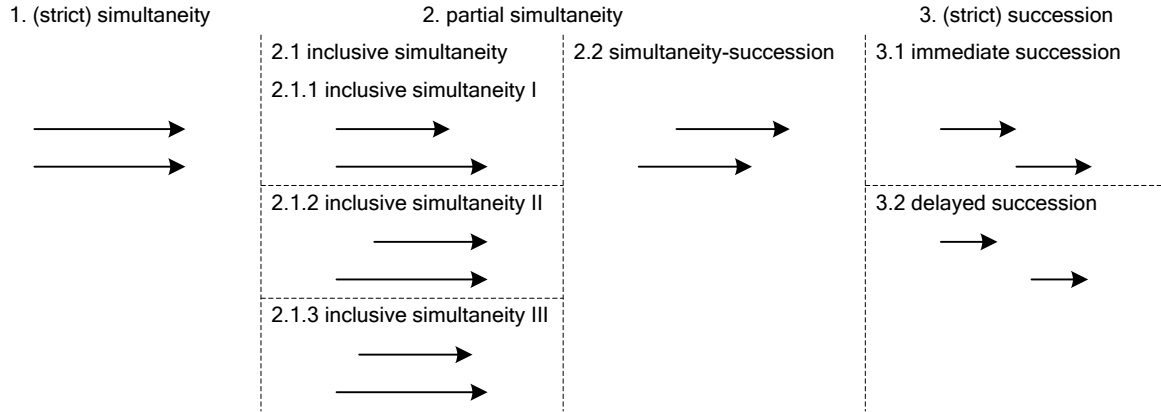 1. (strict) simultaneity
2. partial simultaneity
3. (strict) succession
2.1 inclusive simultaneity
2.2 simultaneity-succession
3.1 immediate succession
2.1.1 inclusive simultaneity I
2.1.2 inclusive simultaneity II
3.2 delayed succession
2.1.3 inclusive simultaneity III